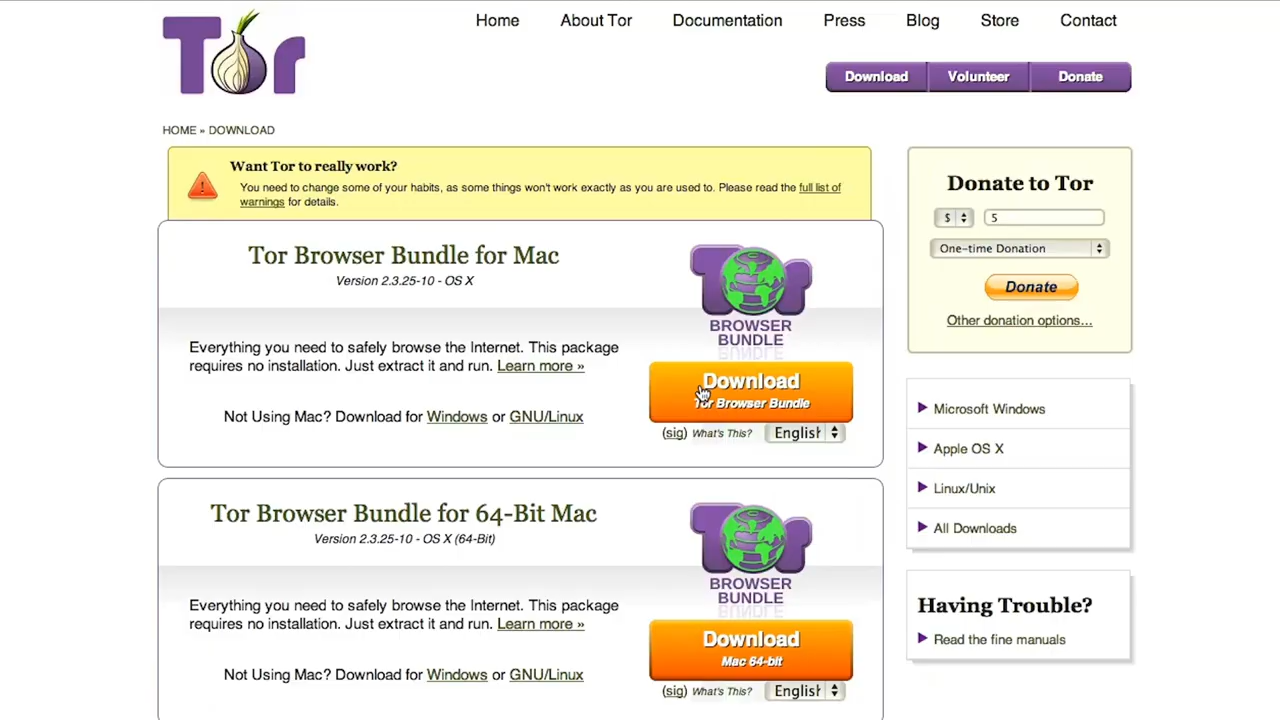 Tor
Home
About Tor
Documentation
Press
Blog
Store
Contact
Download
Volunteer
Donate
HOME » DOWNLOAD
Want Tor to really work?
You need to change some of your habits, as some things won't work exactly as you are used to. Please read the full list of
warnings for details.
Tor Browser Bundle for Mac
Version 2.3.25-10 - OS X
Everything you need to safely browse the Internet. This package
requires no installation. Just extract it and run. Learn more »
Not Using Mac? Download for Windows or GNU/Linux
Tor
BROWSER
BUNDLE
Download
Tor Browser Bundle
(sig) What's This? English
Tor Browser Bundle for 64-Bit Mac
Version 2.3.25-10 - OS X (64-Bit)
Everything you need to safely browse the Internet. This package
requires no installation. Just extract it and run. Learn more »
Not Using Mac? Download for Windows or GNU/Linux
Tor
BROWSER
BUNDLE
Download
Mac 64-bit
(sig) What's This? English
Donate to Tor
$ 5
One-time Donation
Donate
Other donation options...
Microsoft Windows
Apple OS X
Linux/Unix
All Downloads
Having Trouble?
Read the fine manuals